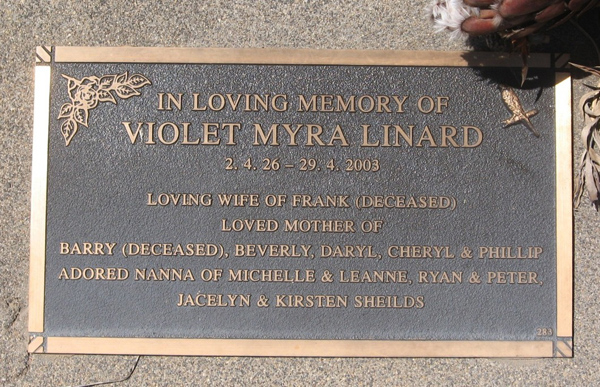 IN LOVING MEMORY OF
VIOLET MYRA LINARD
2. 4. 26 – 29. 4. 2003
LOVING WIFE OF FRANK (DECEASED)
LOVED MOTHER OF
BARRY (DECEASED), BEVERLY, DARYL, CHERYL & PHILLIP
ADORED NANNA OF MICHELLE & LEANNE, RYAN & PETER,
JACELYN & KIRSTEN SHEILDS
283